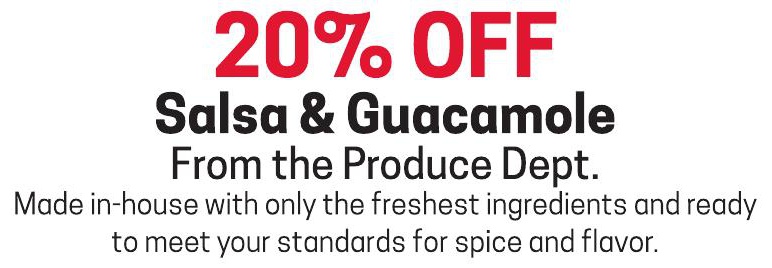 20% OFF
Salsa & Guacamole
From the Produce Dept.
Made in-house with only the freshest ingredients and ready
to meet your standards for spice and flavor.